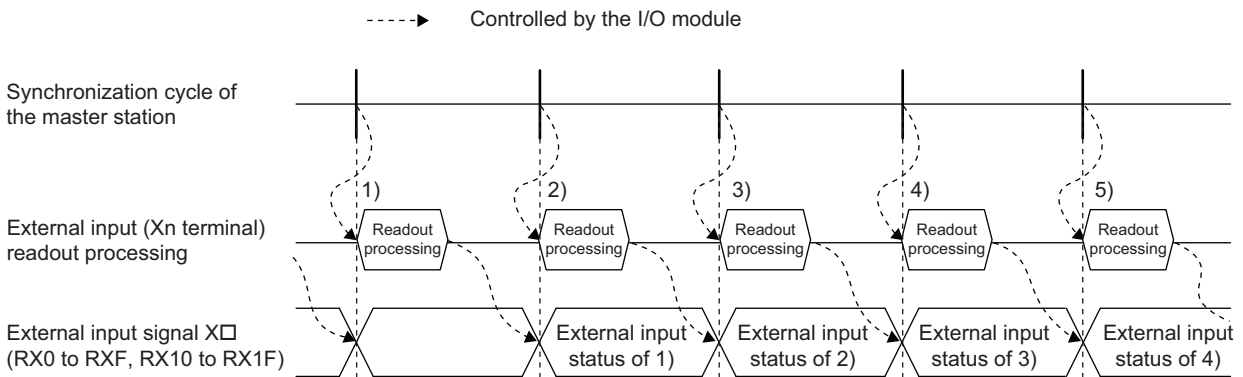 Controlled by the I/O module
Synchronization cycle of
the master station
1)
2)
3)
4)
5)
External input (Xn terminal)
readout processing
Readout
processing
Readout
processing
Readout
processing
Readout
processing
Readout
processing
External input signal X□
(RX0 to RXF, RX10 to RX1F)
External input
status of 1)
External input
status of 2)
External input
status of 3)
External input
status of 4)